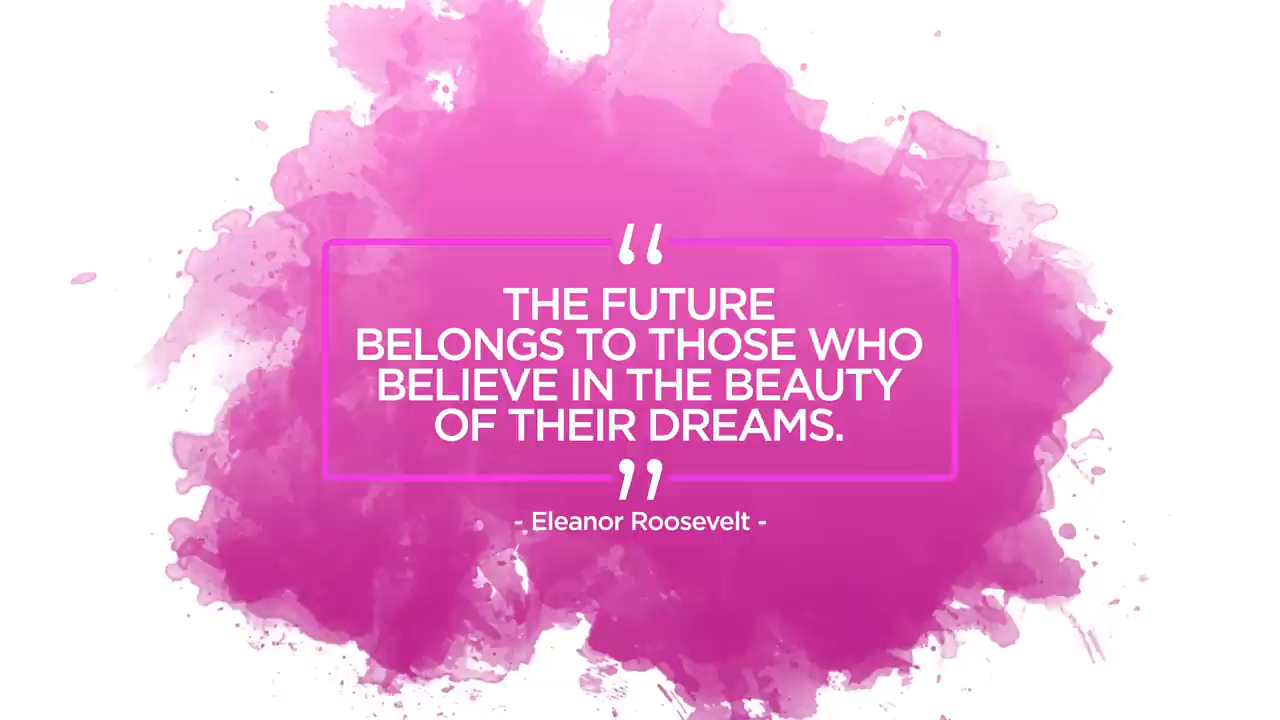 “
THE FUTURE
BELONGS TO THOSE WHO
BELIEVE IN THE BEAUTY
OF THEIR DREAMS.
”
- Eleanor Roosevelt -